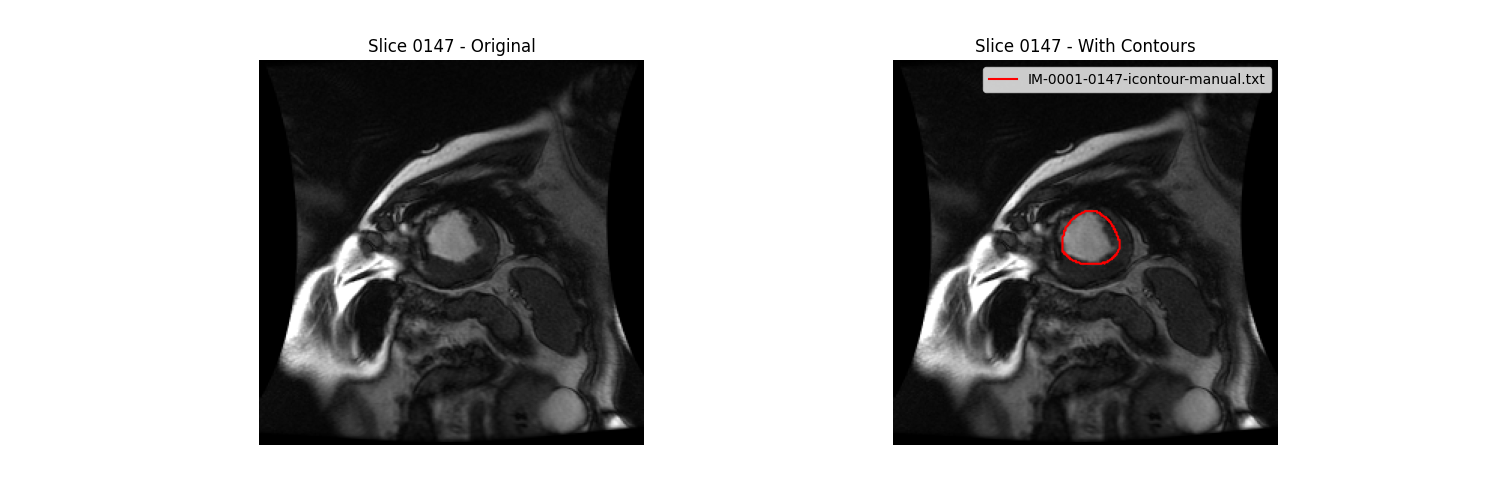 Slice 0147 - Original
Slice 0147 - With Contours
IM-0001-0147-icontour-manual.txt